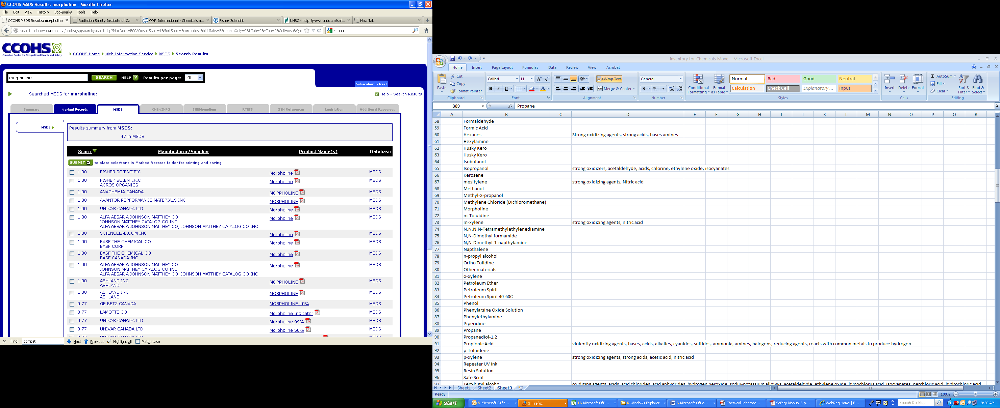 CCOHS MSDS Results: morpholine - Mozilla Firefox
File Edit View History Bookmarks Tools Help
CCOHS MSDS Results: morpholine
Radiation Safety Institute of Ca...
VWR International - Chemicals a...
Fisher Scientific
UNBC - http://www.unbc.ca/saf...
New Tab
search.ccinfoweb.ccohs.ca/ccohs/jsp/search/search.jsp?MaxDocs=500&ResultStart=1&SortSpec=Score+desc&hideTabs=F&searchOnly=2&hTab=2&vTab=0&Coll=mse&Que
unbc
CCOHS
Canadian Centre for Occupational Health and Safety
CCOHS Home Web Information Service MSDS Search Results
morpholine SEARCH HELP ? Results per page: 20
Subscriber Extras!
Searched MSDS for morpholine:
Help - Search Results
Summary Marked Records MSDS CHEMINFO CHEMpendium RTECS OSH References Legislation Additional Resources
MSDS
Results summary from MSDS:
47 in MSDS
Score Manufacturer/Supplier Product Name(s) Database
SUBMIT to place selections in Marked Records folder for printing and saving
1.00 FISHER SCIENTIFIC Morpholine MSDS
1.00 FISHER SCIENTIFIC Morpholine MSDS
ACROS ORGANICS
1.00 ANACHEMIA CANADA MORPHOLINE MSDS
1.00 AVANTOR PERFORMANCE MATERIALS INC MORPHOLINE MSDS
1.00 UNIVAR CANADA LTD Morpholine MSDS
1.00 ALFA AESAR A JOHNSON MATTHEY CO Morpholine MSDS
JOHNSON MATTHEY CATALOG CO INC
ALFA AESAR A JOHNSON MATTHEY CO, JOHNSON MATTHEY CATALOG CO INC
1.00 SCIENCELAB.COM INC Morpholine MSDS
1.00 BASF THE CHEMICAL CO Morpholine MSDS
BASF CORP
1.00 BASF THE CHEMICAL CO Morpholine MSDS
BASF CANADA INC
1.00 ALFA AESAR A JOHNSON MATTHEY CO Morpholine MSDS
JOHNSON MATTHEY CATALOG CO INC
ALFA AESAR A JOHNSON MATTHEY CO, JOHNSON MATTHEY CATALOG CO INC
1.00 ASHLAND INC MORPHOLINE MSDS
ASHLAND
1.00 ASHLAND INC MORPHOLINE MSDS
ASHLAND
0.77 GE BETZ CANADA MORPHOLINE 40% MSDS
0.77 LAMOTTE CO Morpholine Indicator MSDS
0.77 UNIVAR CANADA LTD Morpholine 99% MSDS
0.77 UNIVAR CANADA LTD Morpholine 50% MSDS
0.77 UNIVAR CANADA LTD MSDS
Find: compat Next Previous Highlight all Match case
Inventory for Chemicals Move - Microsoft Excel
Home Insert Page Layout Formulas Data Review View Acrobat
Paste Cut Copy Format Painter Clipboard
Calibri 11 B I U Font
Wrap Text Merge & Center Alignment
General $ % , Number
Conditional Formatting Format as Table
Normal Bad Good Neutral
Calculation Check Cell Explanatory ... Input
Styles
Insert Delete Format Cells
AutoSum Fill Clear Sort & Filter Find & Select Editing
B89 fx Propane
A B C D E F G H I J K L M N O P Q R
58 Formaldehyde
59 Formic Acid
60 Hexanes Strong oxidizing agents, strong acids, bases amines
61 Hexylamine
62 Husky Kero
63 Husky Kero
64 Isobutanol
65 Isopropanol strong oxidizers, acetaldehyde, acids, chlorine, ethylene oxide, isocyanates
66 Kerosene
67 mesitylene strong oxidizing agents, Nitric acid
68 Methanol
69 Methyl-2-propanol
70 Methylene Chloride (Dichloromethane)
71 Morpholine
72 m-Toluidine
73 m-xylene strong oxidizing agents, nitric acid
74 N,N,N,N-Tetramethylethylenediamine
75 N,N-Dimethyl formamide
76 N,N-Dimethyl-1-napthylamine
77 Napthalene
78 n-propyl alcohol
79 Ortho Tolidine
80 Other materials
81 o-xylene
82 Petroleum Ether
83 Petroleum Spirit
84 Petroleum Spirit 40-60C
85 Phenol
86 Phenylarsine Oxide Solution
87 Phenylethylamine
88 Piperidine
89 Propane
90 Propanediol-1,2
91 Propionic Acid violently oxidizing agents, bases, acids, alkalies, cyanides, sulfides, ammonia, amines, halogens, reducing agents, reacts with common metals to produce hydrogen
92 p-Toluidene
93 p-xylene strong oxidizing agents, strong acids, acetic acid, nitric acid
94 Repeater UV Ink
95 Resin Solution
96 Safe Scint
97 Tert-butyl alcohol oxidizing agents, acids, acid chlorides, acid anhydrides, hydrogen peroxide, sodiu-potassium allowys, acetaldehyde, ethylene oxide, hypochlorus acid, isocyanates, perchloric acid, hydrochloric acid
Sheet1 Sheet2 Sheet3
Ready 100%
start 5 Microsoft Offic... 3 Firefox 16 Microsoft Offi... 6 Windows Explorer 6 Microsoft Offic... Chemical Laborato... Safety Manual 5.p... WebReq Home | F... Search Desktop 9:30 AM